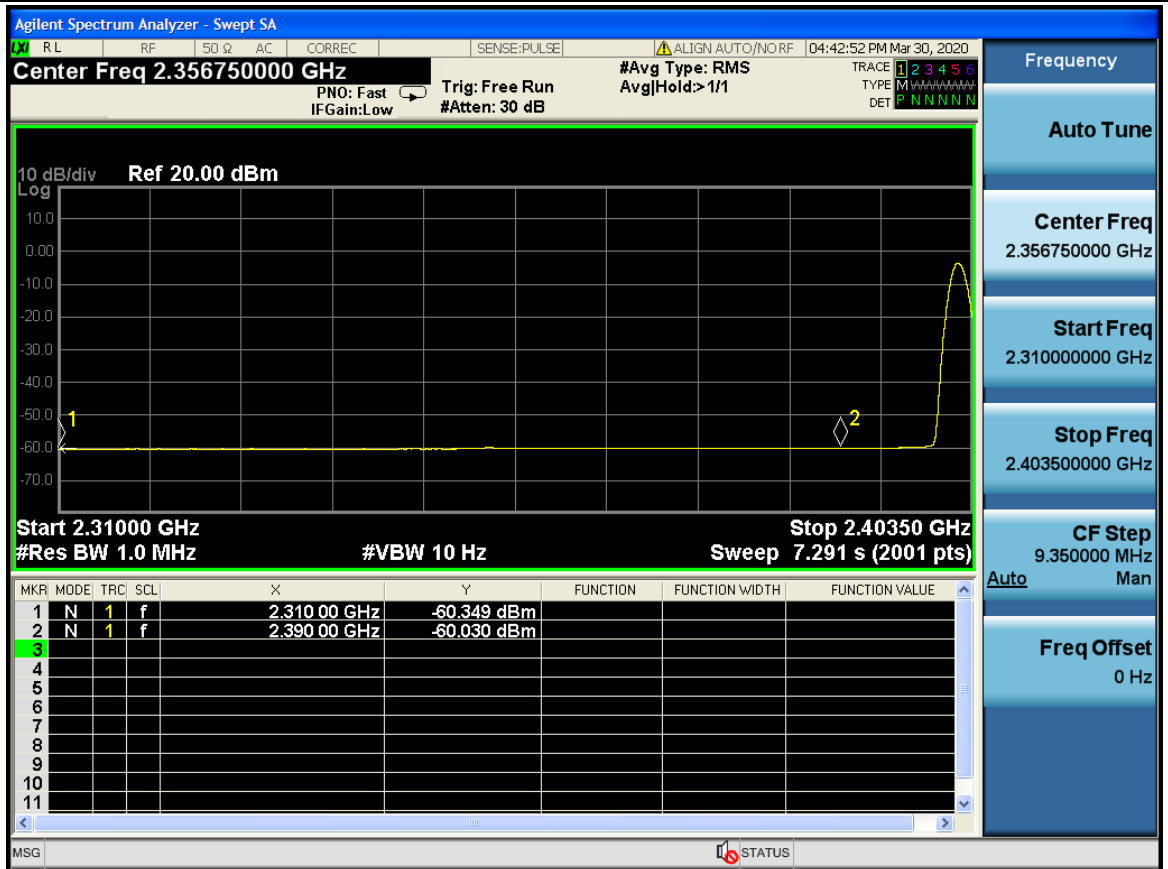 Agilent Spectrum Analyzer - Swept SA
LXI RL RF 50 Ω AC CORREC SENSE:PULSE ALIGN AUTO/NO RF 04:42:52 PM Mar 30, 2020
Center Freq 2.356750000 GHz
PNO: Fast
IFGain:Low
Trig: Free Run
#Atten: 30 dB
#Avg Type: RMS
Avg|Hold:> 1/1
TRACE 1 2 3 4 5 6
TYPE M WWWWW
DET P N N N N N
10 dB/div Ref 20.00 dBm
Log
10.0
0.00
-10.0
-20.0
-30.0
-40.0
-50.0
-60.0
-70.0
1
2
Start 2.31000 GHz Stop 2.40350 GHz
#Res BW 1.0 MHz #VBW 10 Hz Sweep 7.291 s (2001 pts)
MKR MODE TRC SCL X Y FUNCTION FUNCTION WIDTH FUNCTION VALUE
1 N 1 f 2.310 00 GHz -60.349 dBm
2 N 1 f 2.390 00 GHz -60.030 dBm
3
4
5
6
7
8
9
10
11
MSG STATUS
Frequency
Auto Tune
Center Freq
2.356750000 GHz
Start Freq
2.310000000 GHz
Stop Freq
2.403500000 GHz
CF Step
9.350000 MHz
Auto Man
Freq Offset
0 Hz